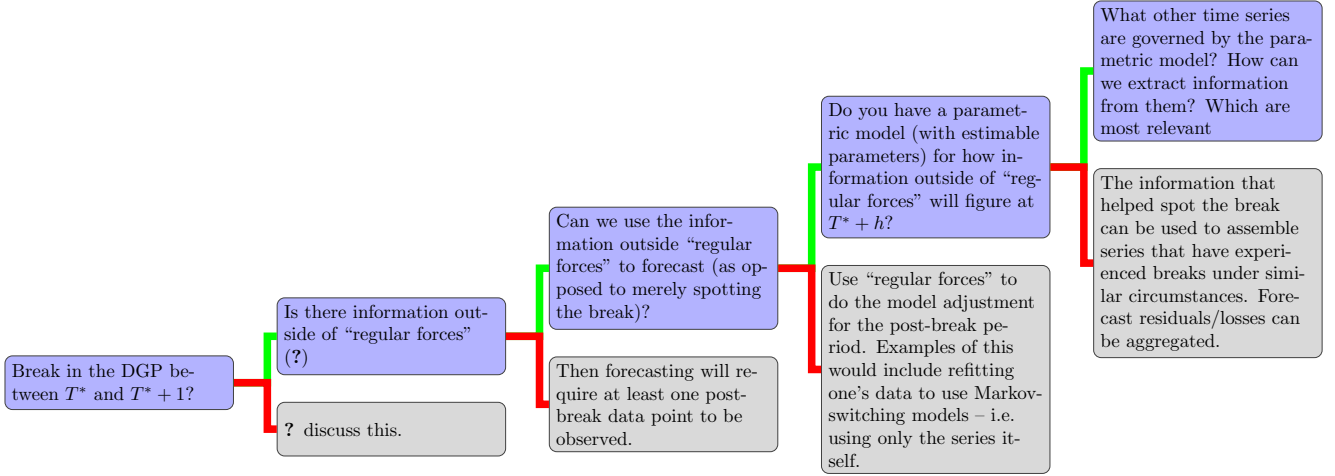 Break in the DGP be-
tween T* and T* + 1?
Is there information out-
side of “regular forces”
(?)
? discuss this.
Can we use the infor-
mation outside “regular
forces” to forecast (as op-
posed to merely spotting
the break)?
Then forecasting will re-
quire at least one post-
break data point to be
observed.
Do you have a paramet-
ric model (with estimable
parameters) for how in-
formation outside of “reg-
ular forces” will figure at
T* + h?
Use “regular forces” to
do the model adjustment
for the post-break pe-
riod. Examples of this
would include refitting
one’s data to use Markov-
switching models – i.e.
using only the series it-
self.
What other time series
are governed by the para-
metric model? How can
we extract information
from them? Which are
most relevant
The information that
helped spot the break
can be used to assemble
series that have experi-
enced breaks under simi-
lar circumstances. Fore-
cast residuals/losses can
be aggregated.